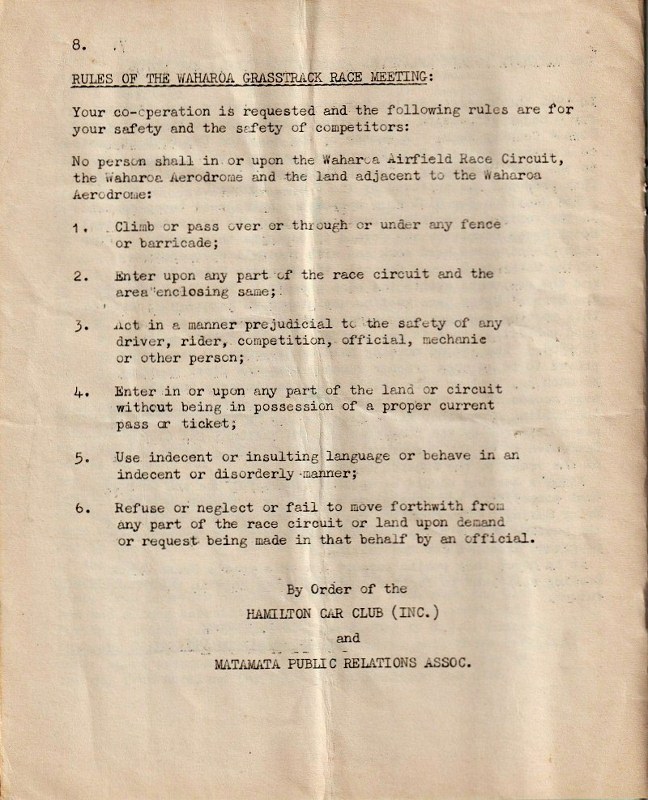 8.
RULES OF THE WAHAROA GRASSTRACK RACE MEETING:
Your co-operation is requested and the following rules are for
your safety and the safety of competitors:
No person shall in or upon the Waharoa Airfield Race Circuit,
the Waharoa Aerodrome and the land adjacent to the Waharoa
Aerodrome:
1. Climb or pass over or through or under any fence
or barricade;
2. Enter upon any part of the race circuit and the
area enclosing same;
3. Act in a manner prejudicial to the safety of any
driver, rider, competition, official, mechanic
or other person;
4. Enter in or upon any part of the land or circuit
without being in possession of a proper current
pass or ticket;
5. Use indecent or insulting language or behave in an
indecent or disorderly manner;
6. Refuse or neglect or fail to move forthwith from
any part of the race circuit or land upon demand
or request being made in that behalf by an official.
By Order of the
HAMILTON CAR CLUB (INC.)
and
MATAMATA PUBLIC RELATIONS ASSOC.